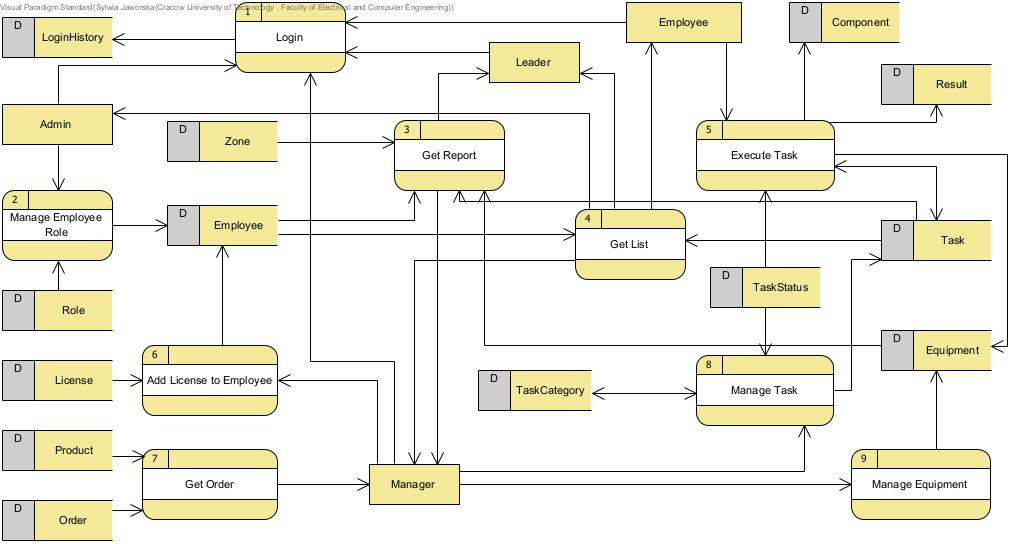 Visual Paradigm Standard(Sylwia Jaworska(Cracow University of Technology , Faculty of Electrical and Computer Engineering))
1
Login
D
LoginHistory
Employee
D
Component
Leader
D
Result
Admin
D
Zone
3
Get Report
5
Execute Task
2
Manage Employee
Role
D
Employee
4
Get List
D
Task
D
TaskStatus
D
Role
D
Equipment
6
Add License to Employee
D
License
D
TaskCategory
8
Manage Task
D
Product
7
Get Order
Manager
9
Manage Equipment
D
Order